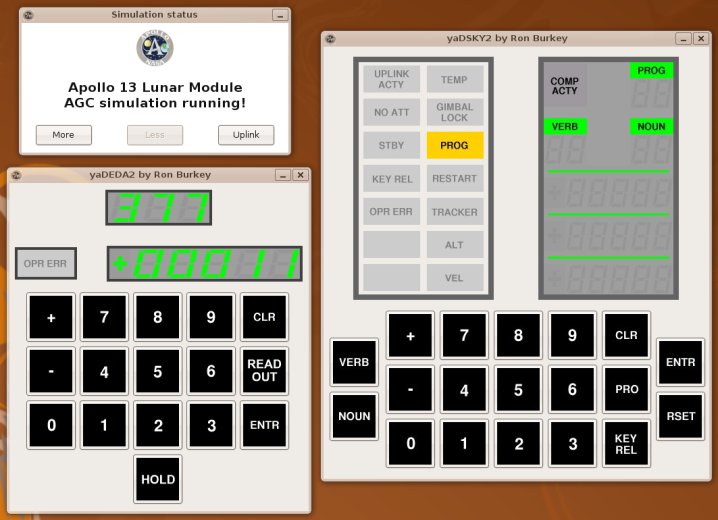 Simulation status
Apollo 13 Lunar Module
AGC simulation running!
More
Less
Uplink
yaDEDA2 by Ron Burkey
377
OPR ERR
+00011
+
7
8
9
CLR
-
4
5
6
READ
OUT
0
1
2
3
ENTR
HOLD
yaDSKY2 by Ron Burkey
UPLINK
ACTY
TEMP
NO ATT
GIMBAL
LOCK
STBY
PROG
KEY REL
RESTART
OPR ERR
TRACKER
ALT
VEL
COMP
ACTY
PROG
VERB
NOUN
VERB
NOUN
+
7
8
9
CLR
-
4
5
6
PRO
0
1
2
3
KEY
REL
ENTR
RSET